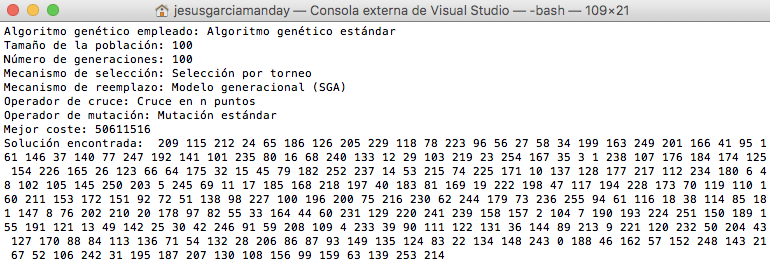 jesusgarciamanday — Consola externa de Visual Studio — -bash — 109×21
Algoritmo genético empleado: Algoritmo genético estándar
Tamaño de la población: 100
Número de generaciones: 100
Mecanismo de selección: Selección por torneo
Mecanismo de reemplazo: Modelo generacional (SGA)
Operador de cruce: Cruce en n puntos
Operador de mutación: Mutación estándar
Mejor coste: 50611516
Solución encontrada:  209 115 212 24 65 186 126 205 229 118 78 223 96 56 27 58 34 199 163 249 201 166 41 95 1
61 146 37 140 77 247 192 141 101 235 80 16 68 240 133 12 29 103 219 23 254 167 35 3 1 238 107 176 184 174 125
 154 226 165 26 123 66 64 175 32 15 45 79 182 252 237 14 53 215 74 225 171 10 137 128 177 217 112 234 180 6 4
8 102 105 145 250 203 5 245 69 11 17 185 168 218 197 40 183 81 169 19 222 198 47 117 194 228 173 70 119 110 1
60 211 153 172 151 92 72 51 138 98 227 100 196 200 75 216 230 62 244 179 73 236 255 94 61 116 18 38 114 85 18
1 147 8 76 202 210 20 178 97 82 55 33 164 44 60 231 129 220 241 239 158 157 2 104 7 190 193 224 251 150 189 1
55 191 121 13 49 142 25 30 42 246 91 59 208 109 4 233 39 90 111 122 131 36 144 89 213 9 221 120 232 50 204 43
 127 170 88 84 113 136 71 54 132 28 206 86 87 93 149 135 124 83 22 134 148 243 0 188 46 162 57 152 248 143 21
 67 52 106 242 31 195 187 207 130 108 156 99 159 63 139 253 214